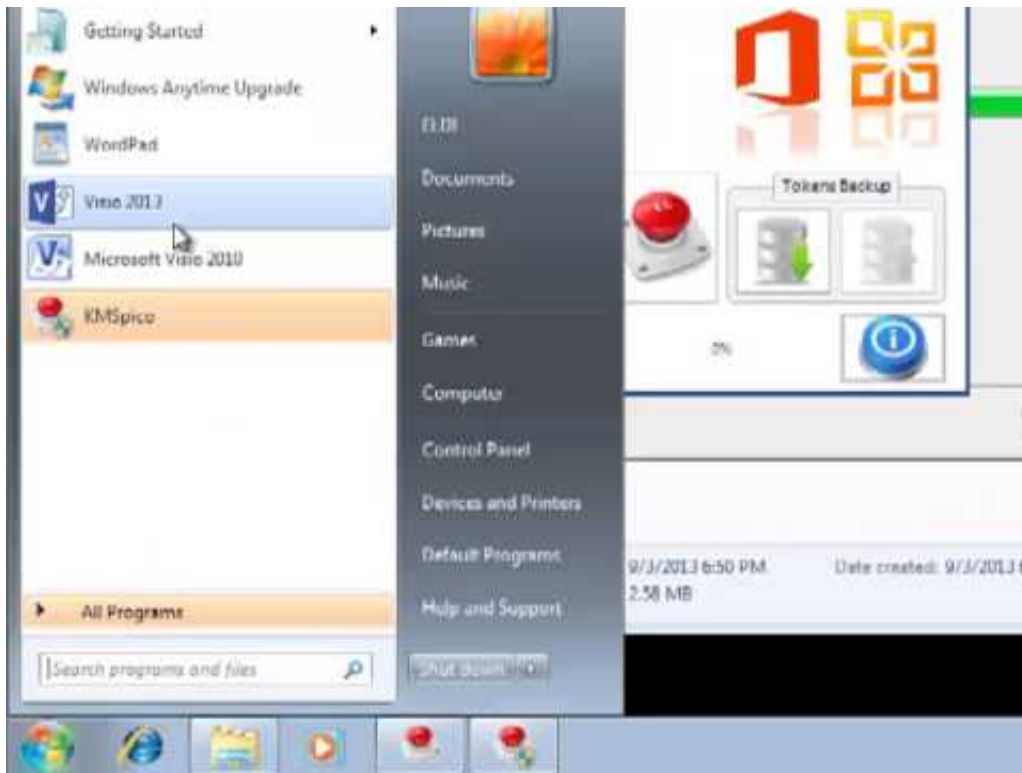 Getting Started
Windows Anytime Upgrade
WordPad
Visio 2013
Microsoft Visio 2010
KMSpico
All Programs
Search programs and files
ELDI
Documents
Pictures
Music
Games
Computer
Control Panel
Devices and Printers
Default Programs
Help and Support
Shut down
Tokens Backup
0%
9/3/2013 6:50 PM
Date created: 9/3/2013
2.58 MB